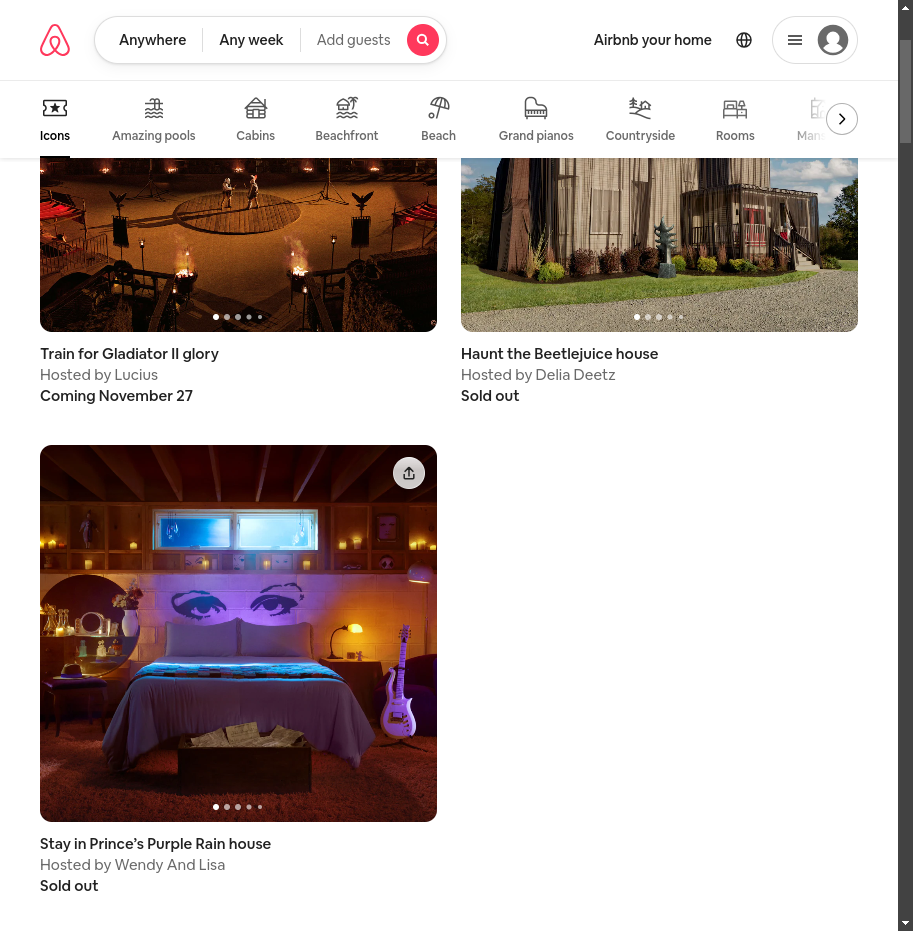 Anywhere
Any week
Add guests
Airbnb your home
Icons
Amazing pools
Cabins
Beachfront
Beach
Grand pianos
Countryside
Rooms
Train for Gladiator II glory
Hosted by Lucius
Coming November 27
Haunt the Beetlejuice house
Hosted by Delia Deetz
Sold out
Stay in Prince’s Purple Rain house
Hosted by Wendy And Lisa
Sold out